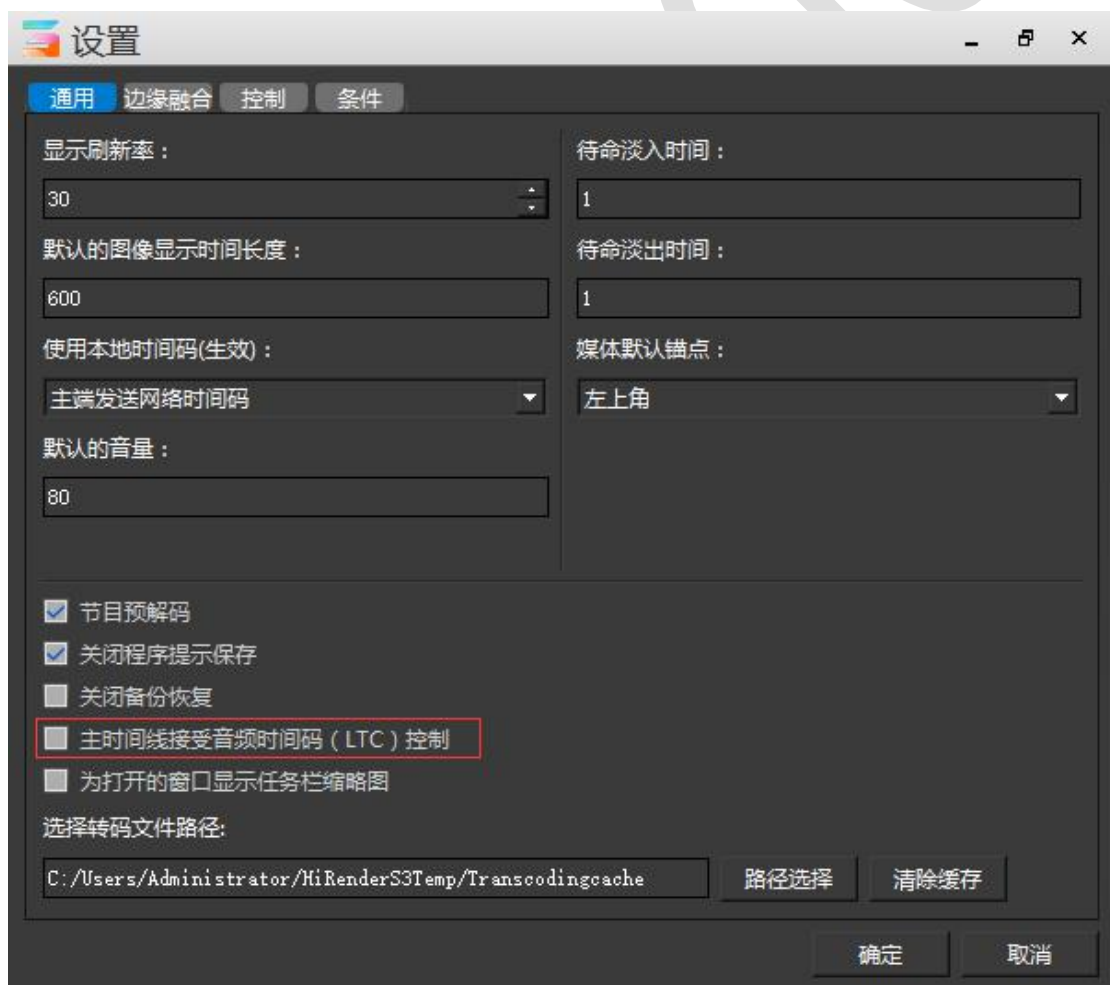 设置
通用 边缘融合 控制 条件
显示刷新率：
30
默认的图像显示时间长度：
600
使用本地时间码(生效)：
主端发送网络时间码
默认的音量：
80
待命淡入时间：
1
待命淡出时间：
1
媒体默认锚点：
左上角
节目预解码
关闭程序提示保存
关闭备份恢复
主时间线接受音频时间码（LTC）控制
为打开的窗口显示任务栏缩略图
选择转码文件路径:
C:/Users/Administrator/HiRenderS3Temp/Transcodingcache 路径选择 清除缓存
确定 取消